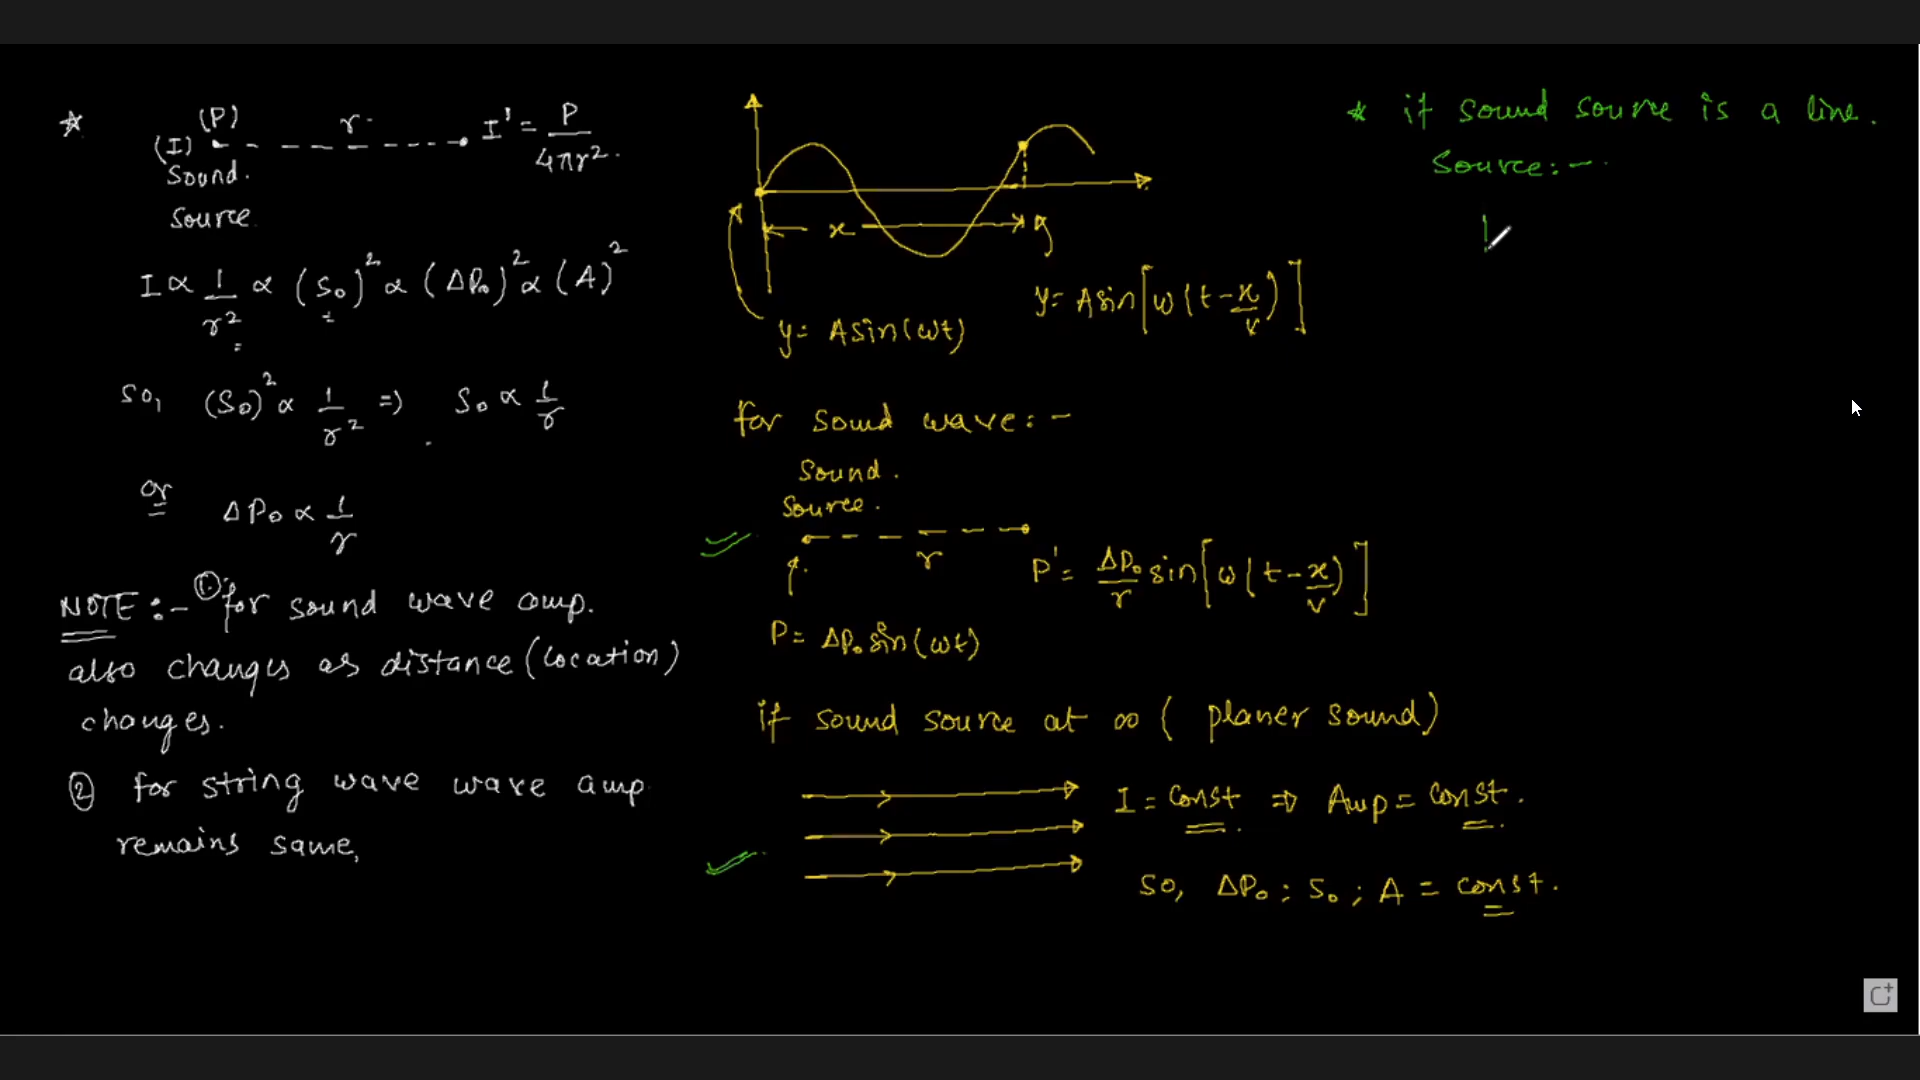 (P)
(I) r I' = P/4πr².
Sound.
Source
I ∝ 1/r² ∝ (S₀)² ∝ (ΔP₀)² ∝ (A)²
so, (S₀)² ∝ 1/r² ⇒ S₀ ∝ 1/r
or ΔP₀ ∝ 1/r
NOTE :- ① for sound wave amp.
also changes as distance (location)
changes.
② for string wave wave amp
remains same,
x
y = A sin(ωt)
y = A sin[ω(t - x/v)]
for sound wave :-
Sound.
Source.
r
P' = ΔP₀/r sin[ω(t - x/v)]
P = ΔP₀ sin(ωt)
if sound source at ∞ ( planer sound)
I = const ⇒ Amp = const.
so, ΔP₀ ; S₀ ; A = const.
* if sound source is a line.
source :-